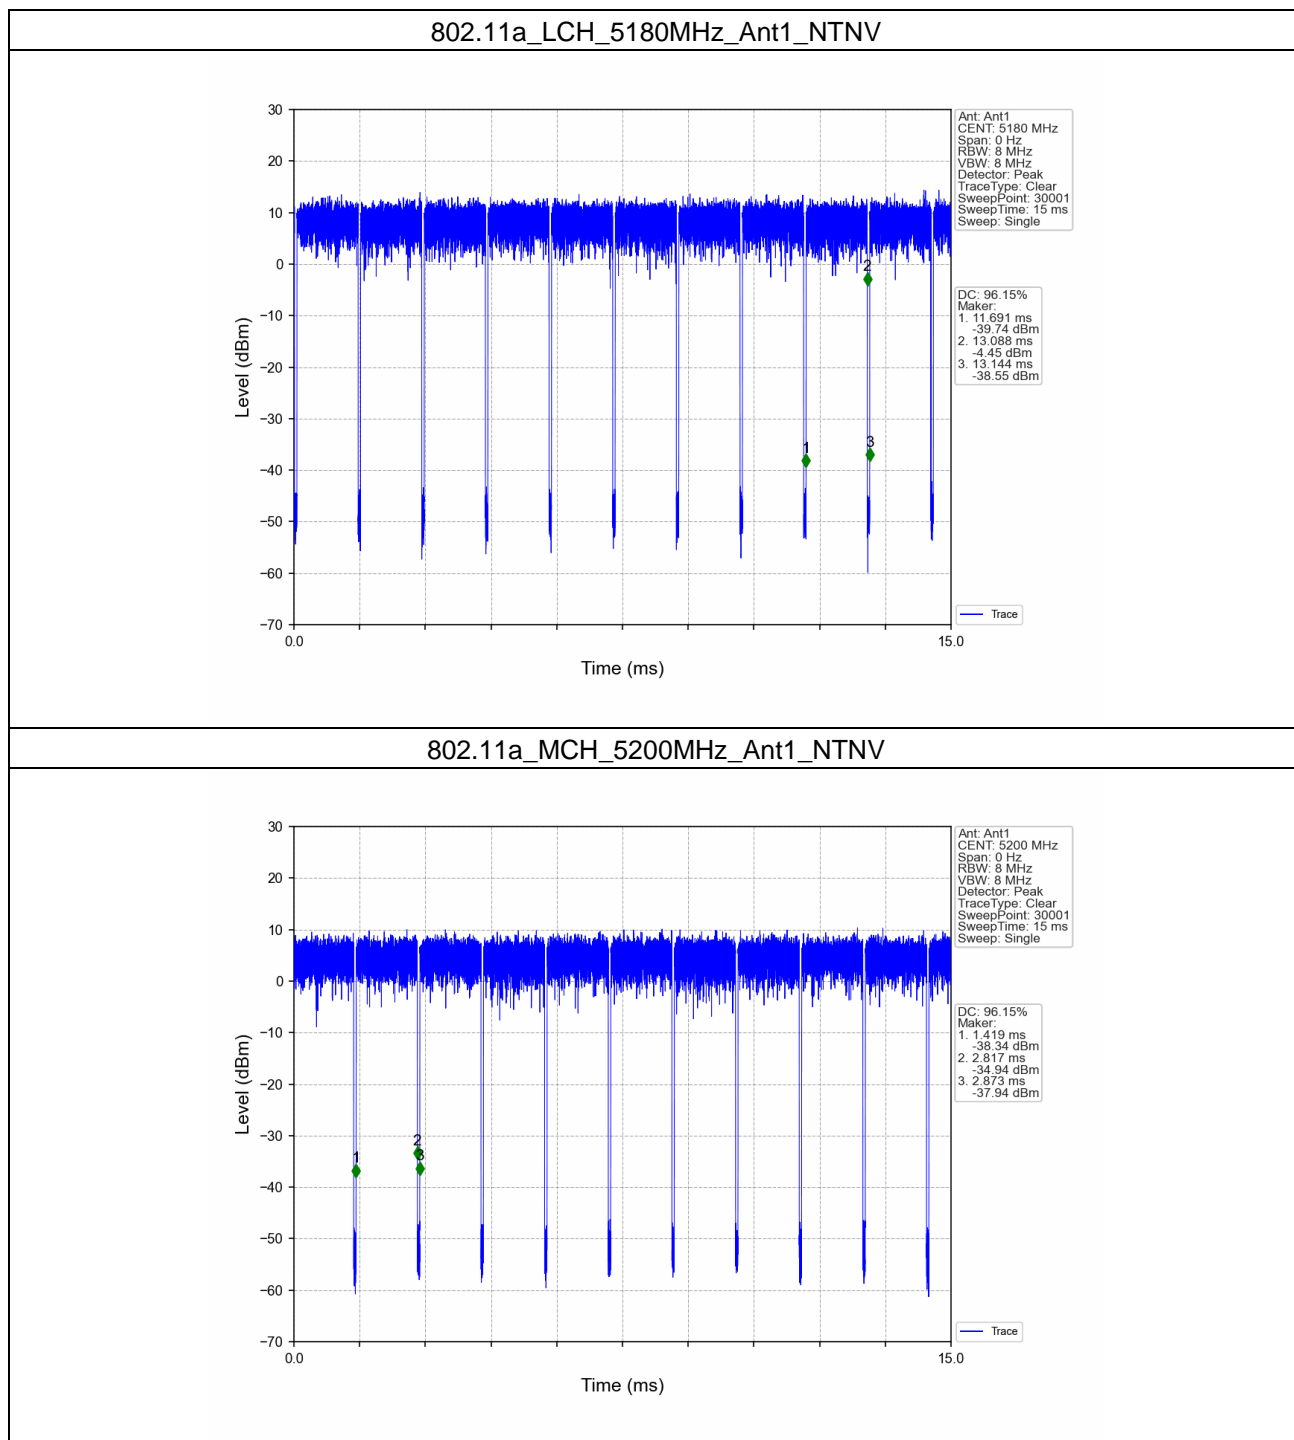 802.11a_LCH_5180MHz_Ant1_NTNV
30
20
10
0
−10
−20
−30
−40
−50
−60
−70
Level (dBm)
0.0
15.0
Time (ms)
1
2
3
Ant: Ant1
CENT: 5180 MHz
Span: 0 Hz
RBW: 8 MHz
VBW: 8 MHz
Detector: Peak
TraceType: Clear
SweepPoint: 30001
SweepTime: 15 ms
Sweep: Single
DC: 96.15%
Maker:
1. 11.691 ms
-39.74 dBm
2. 13.088 ms
-4.45 dBm
3. 13.144 ms
-38.55 dBm
Trace
802.11a_MCH_5200MHz_Ant1_NTNV
30
20
10
0
−10
−20
−30
−40
−50
−60
−70
Level (dBm)
0.0
15.0
Time (ms)
1
2
3
Ant: Ant1
CENT: 5200 MHz
Span: 0 Hz
RBW: 8 MHz
VBW: 8 MHz
Detector: Peak
TraceType: Clear
SweepPoint: 30001
SweepTime: 15 ms
Sweep: Single
DC: 96.15%
Maker:
1. 1.419 ms
-38.34 dBm
2. 2.817 ms
-34.94 dBm
3. 2.873 ms
-37.94 dBm
Trace